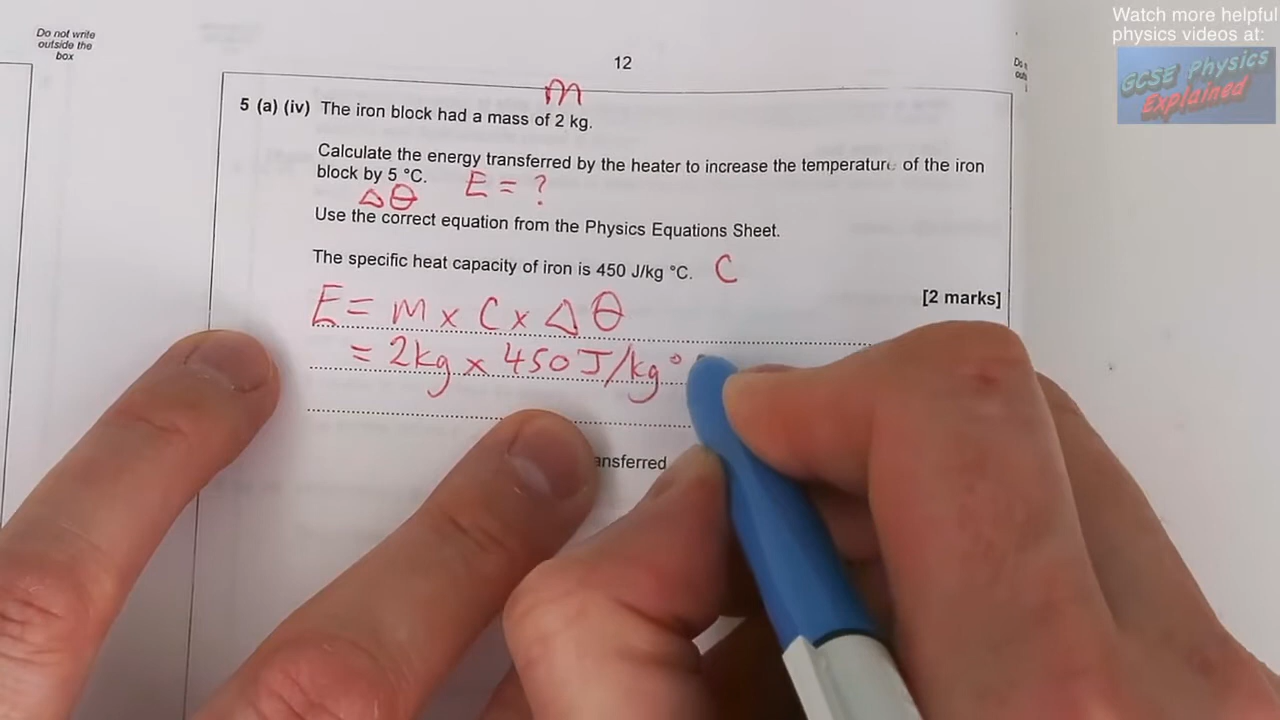 Watch more helpful
physics videos at:
GCSE Physics
Explained
Do not write
outside the
box
12
m
5 (a) (iv) The iron block had a mass of 2 kg.
Calculate the energy transferred by the heater to increase the temperature of the iron
block by 5 °C. E = ?
Δθ
Use the correct equation from the Physics Equations Sheet.
The specific heat capacity of iron is 450 J/kg °C. C
[2 marks]
E = m x C x Δθ
= 2kg x 450 J/kg°
ansferred